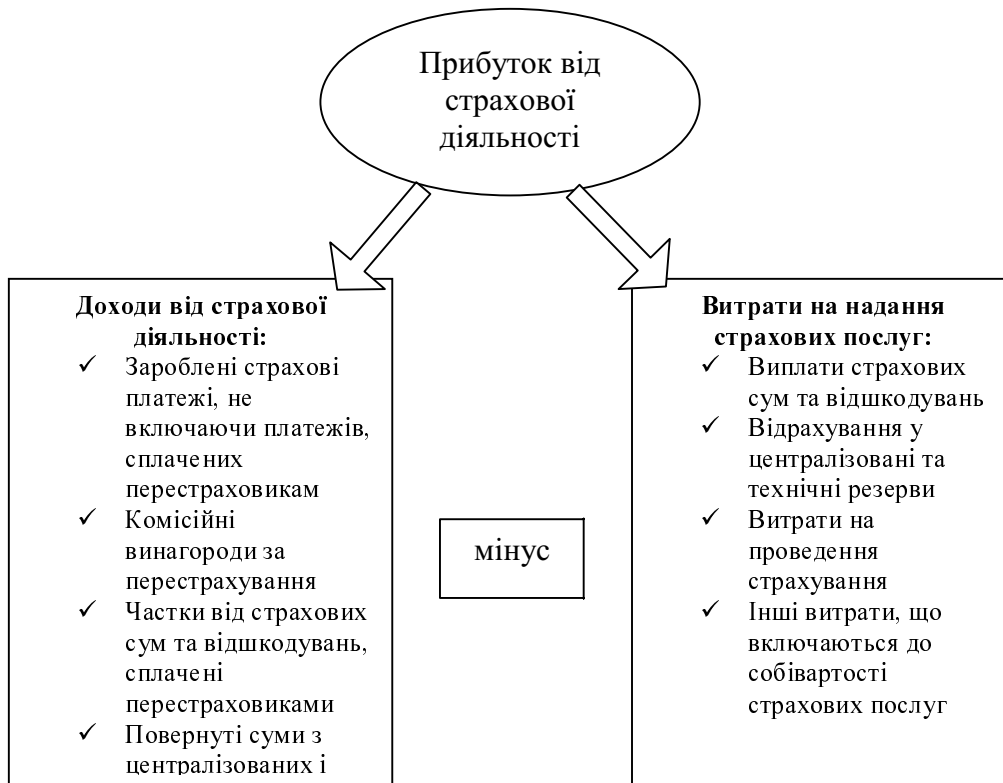 Прибуток від
страхової
діяльності
Доходи від страхової
діяльності:
✓ Зароблені страхові
платежі, не
включаючи платежів,
сплачених
перестраховикам
✓ Комісійні
винагороди за
перестрахування
✓ Частки від страхових
сум та відшкодувань,
сплачені
перестраховиками
✓ Повернуті суми з
централізованих і
мінус
Витрати на надання
страхових послуг:
✓ Виплати страхових
сум та відшкодувань
✓ Відрахування у
централізовані та
технічні резерви
✓ Витрати на
проведення
страхування
✓ Інші витрати, що
включаються до
собівартості
страхових послуг